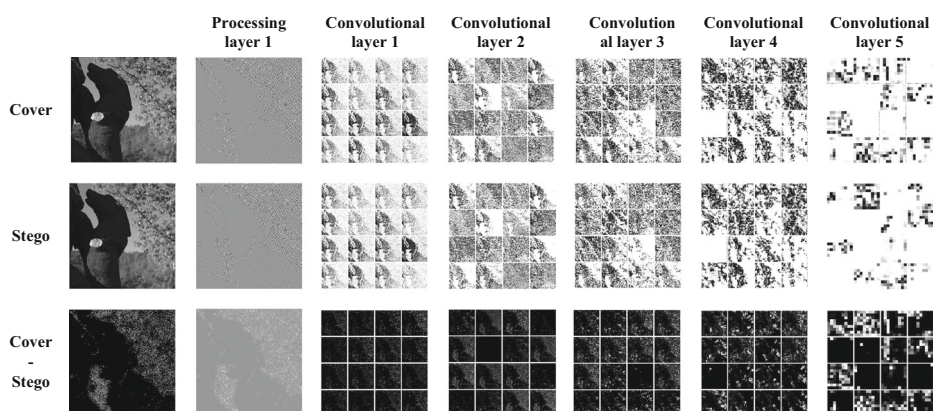 Processing
layer 1
Convolutional
layer 1
Convolutional
layer 2
Convolution
al layer 3
Convolutional
layer 4
Convolutional
layer 5
Cover
Stego
Cover
-
Stego